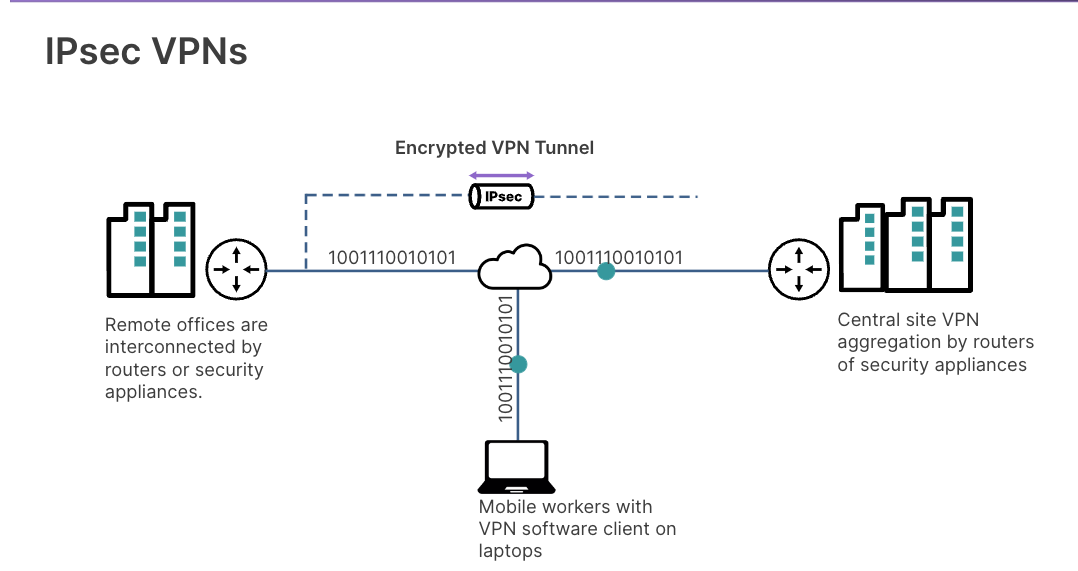 IPsec VPNs
Encrypted VPN Tunnel
IPsec
1001110010101
1001110010101
1001110010101
Remote offices are
interconnected by
routers or security
appliances.
Central site VPN
aggregation by routers
of security appliances
Mobile workers with
VPN software client on
laptops